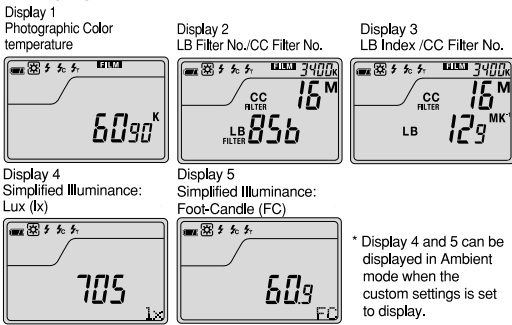 Display 1
Photographic Color
temperature
Display 2
LB Filter No./CC Filter No.
Display 3
LB Index /CC Filter No.
FILM
6090K
FILM 3400K
CC FILTER 16M
LB FILTER 85b
FILM 3400K
CC FILTER 16M
LB 129 MK⁻¹
Display 4
Simplified Illuminance:
Lux (lx)
Display 5
Simplified Illuminance:
Foot-Candle (FC)
705
lx
60.9
FC
* Display 4 and 5 can be
displayed in Ambient
mode when the
custom settings is set
to display.